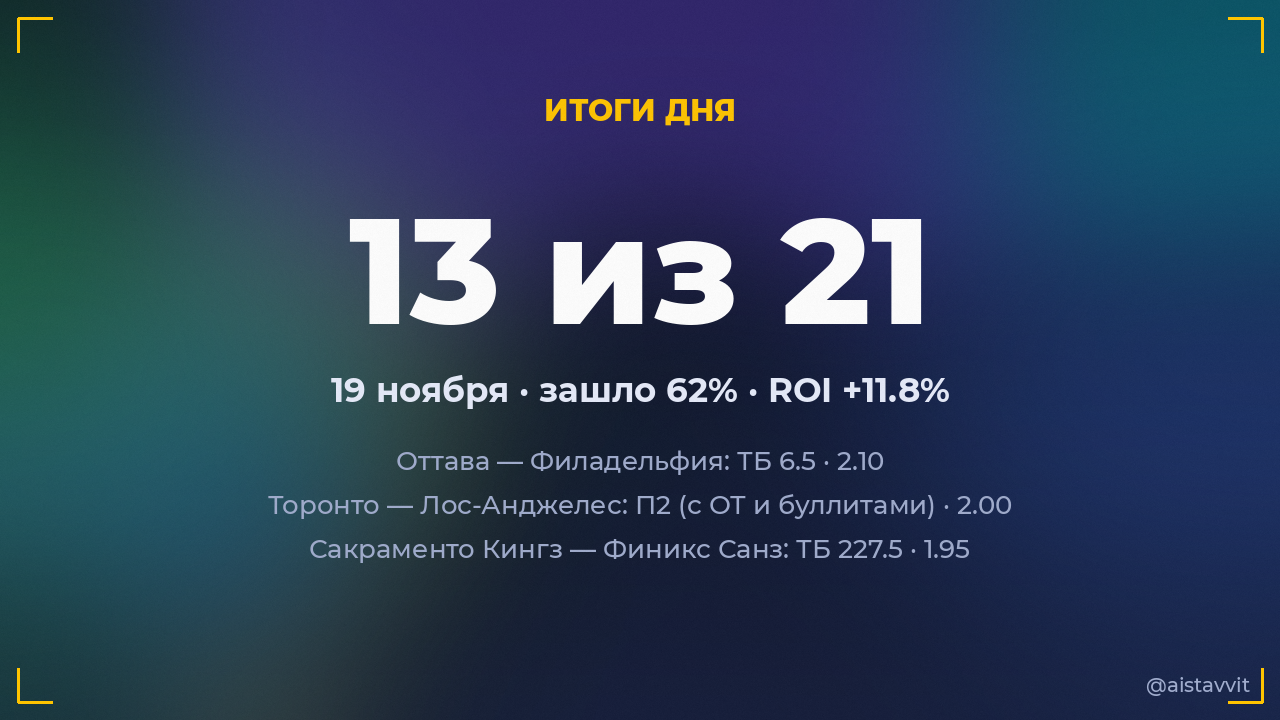 ИТОГИ ДНЯ
13 из 21
19 ноября · зашло 62% · ROI +11.8%
Оттава — Филадельфия: ТБ 6.5 · 2.10
Торонто — Лос-Анджелес: П2 (с ОТ и буллитами) · 2.00
Сакраменто Кингз — Финикс Санз: ТБ 227.5 · 1.95
@aistavvit